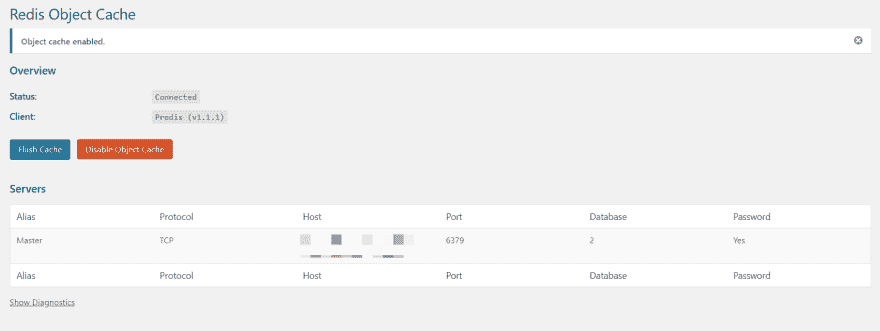 Redis Object Cache
Object cache enabled.
Overview
Status: Connected
Client: Predis (v1.1.1)
Flush Cache Disable Object Cache
Servers
Alias Protocol Host Port Database Password
Master TCP 6379 2 Yes
Alias Protocol Host Port Database Password
Show Diagnostics